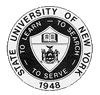 STATE UNIVERSITY OF NEW YORK
TO LEARN — TO SEARCH
TO SERVE
1948